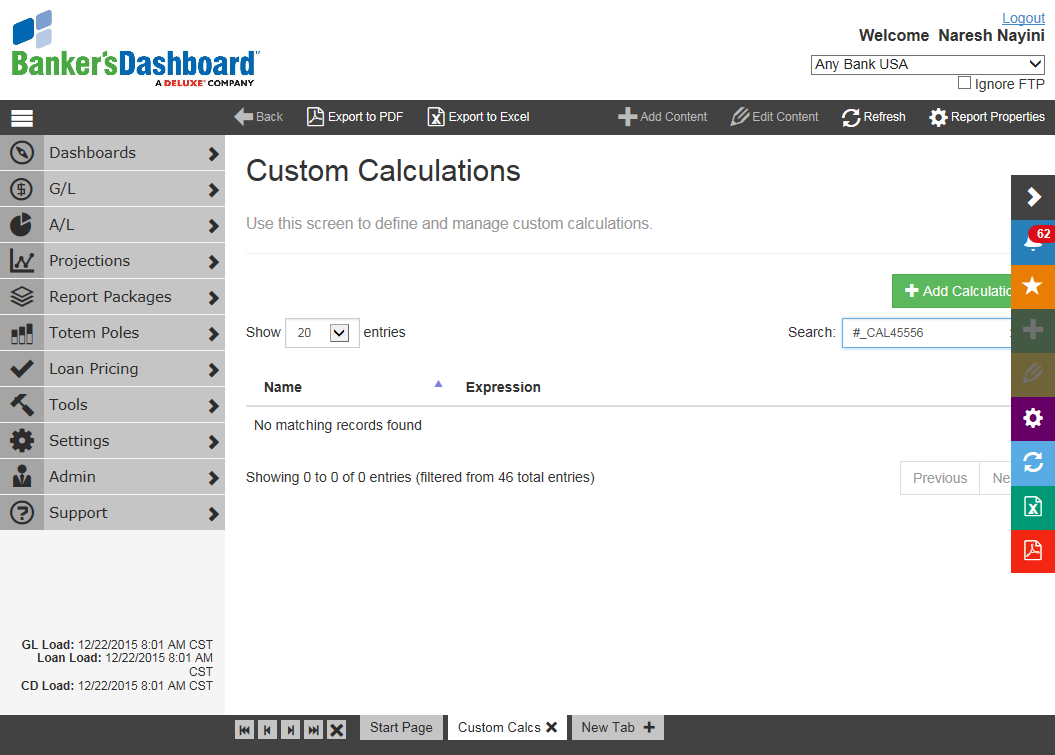 Logout
Welcome Naresh Nayini
Banker'sDashboard
A DELUXE COMPANY
Any Bank USA
Ignore FTP
Back Export to PDF Export to Excel Add Content Edit Content Refresh Report Properties
Dashboards
G/L
A/L
Projections
Report Packages
Totem Poles
Loan Pricing
Tools
Settings
Admin
Support
GL Load: 12/22/2015 8:01 AM CST
Loan Load: 12/22/2015 8:01 AM
CST
CD Load: 12/22/2015 8:01 AM CST
Custom Calculations
Use this screen to define and manage custom calculations.
62
Add Calculatio
Show 20 entries Search: #_CAL45556
Name Expression
No matching records found
Showing 0 to 0 of 0 entries (filtered from 46 total entries) Previous Ne
Start Page Custom Calcs New Tab